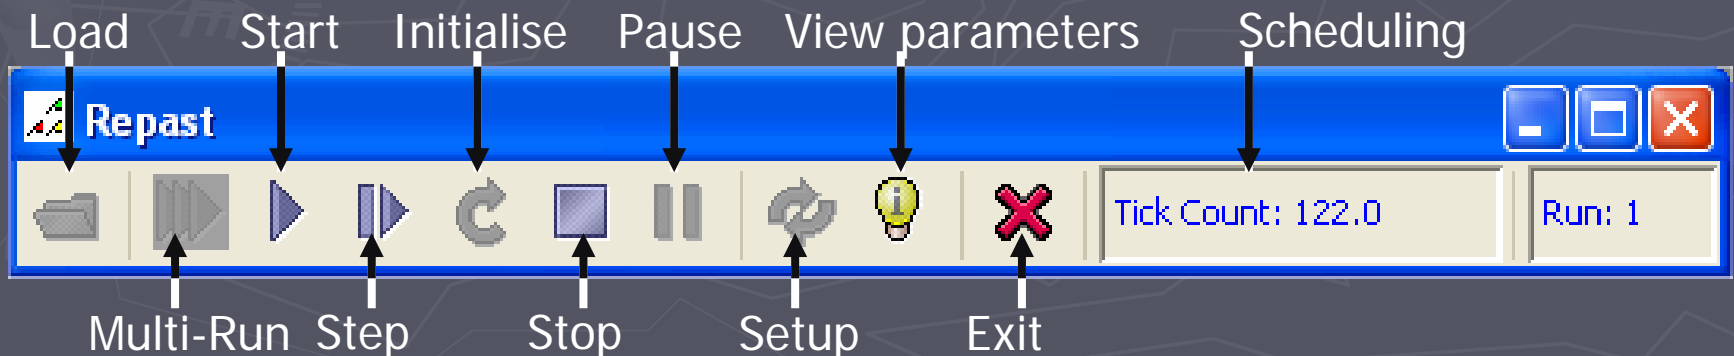 Load Start Initialise Pause View parameters Scheduling
Repast
Tick Count: 122.0 Run: 1
Multi-Run Step Stop Setup Exit